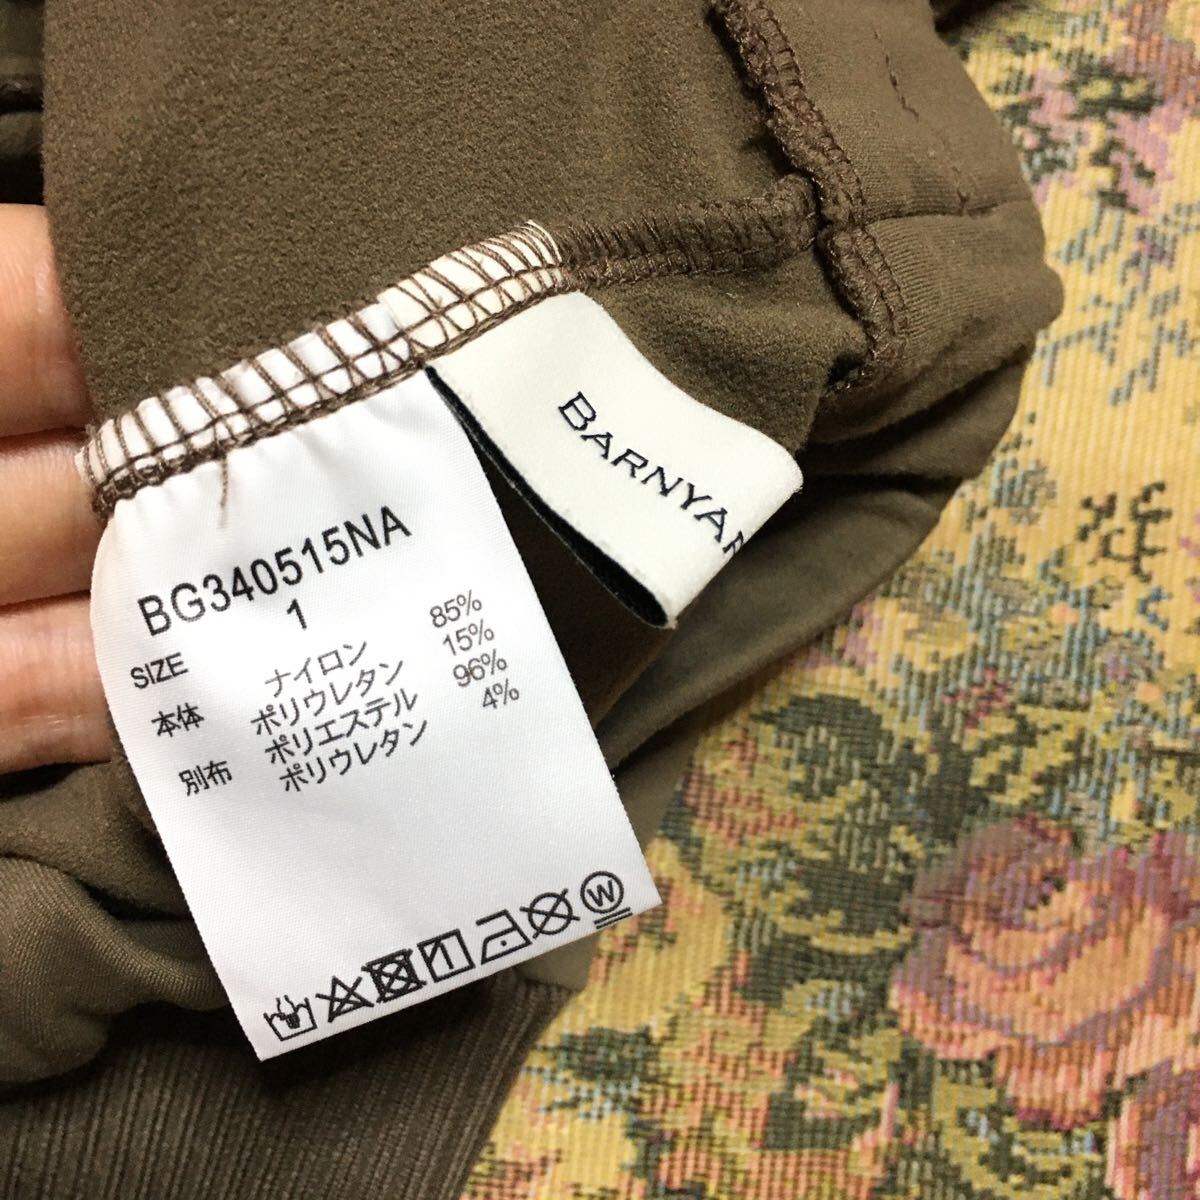 BARNYAR
BG340515NA
SIZE 1
本体 ナイロン 85%
ポリウレタン 15%
別布 ポリエステル 96%
ポリウレタン 4%
W